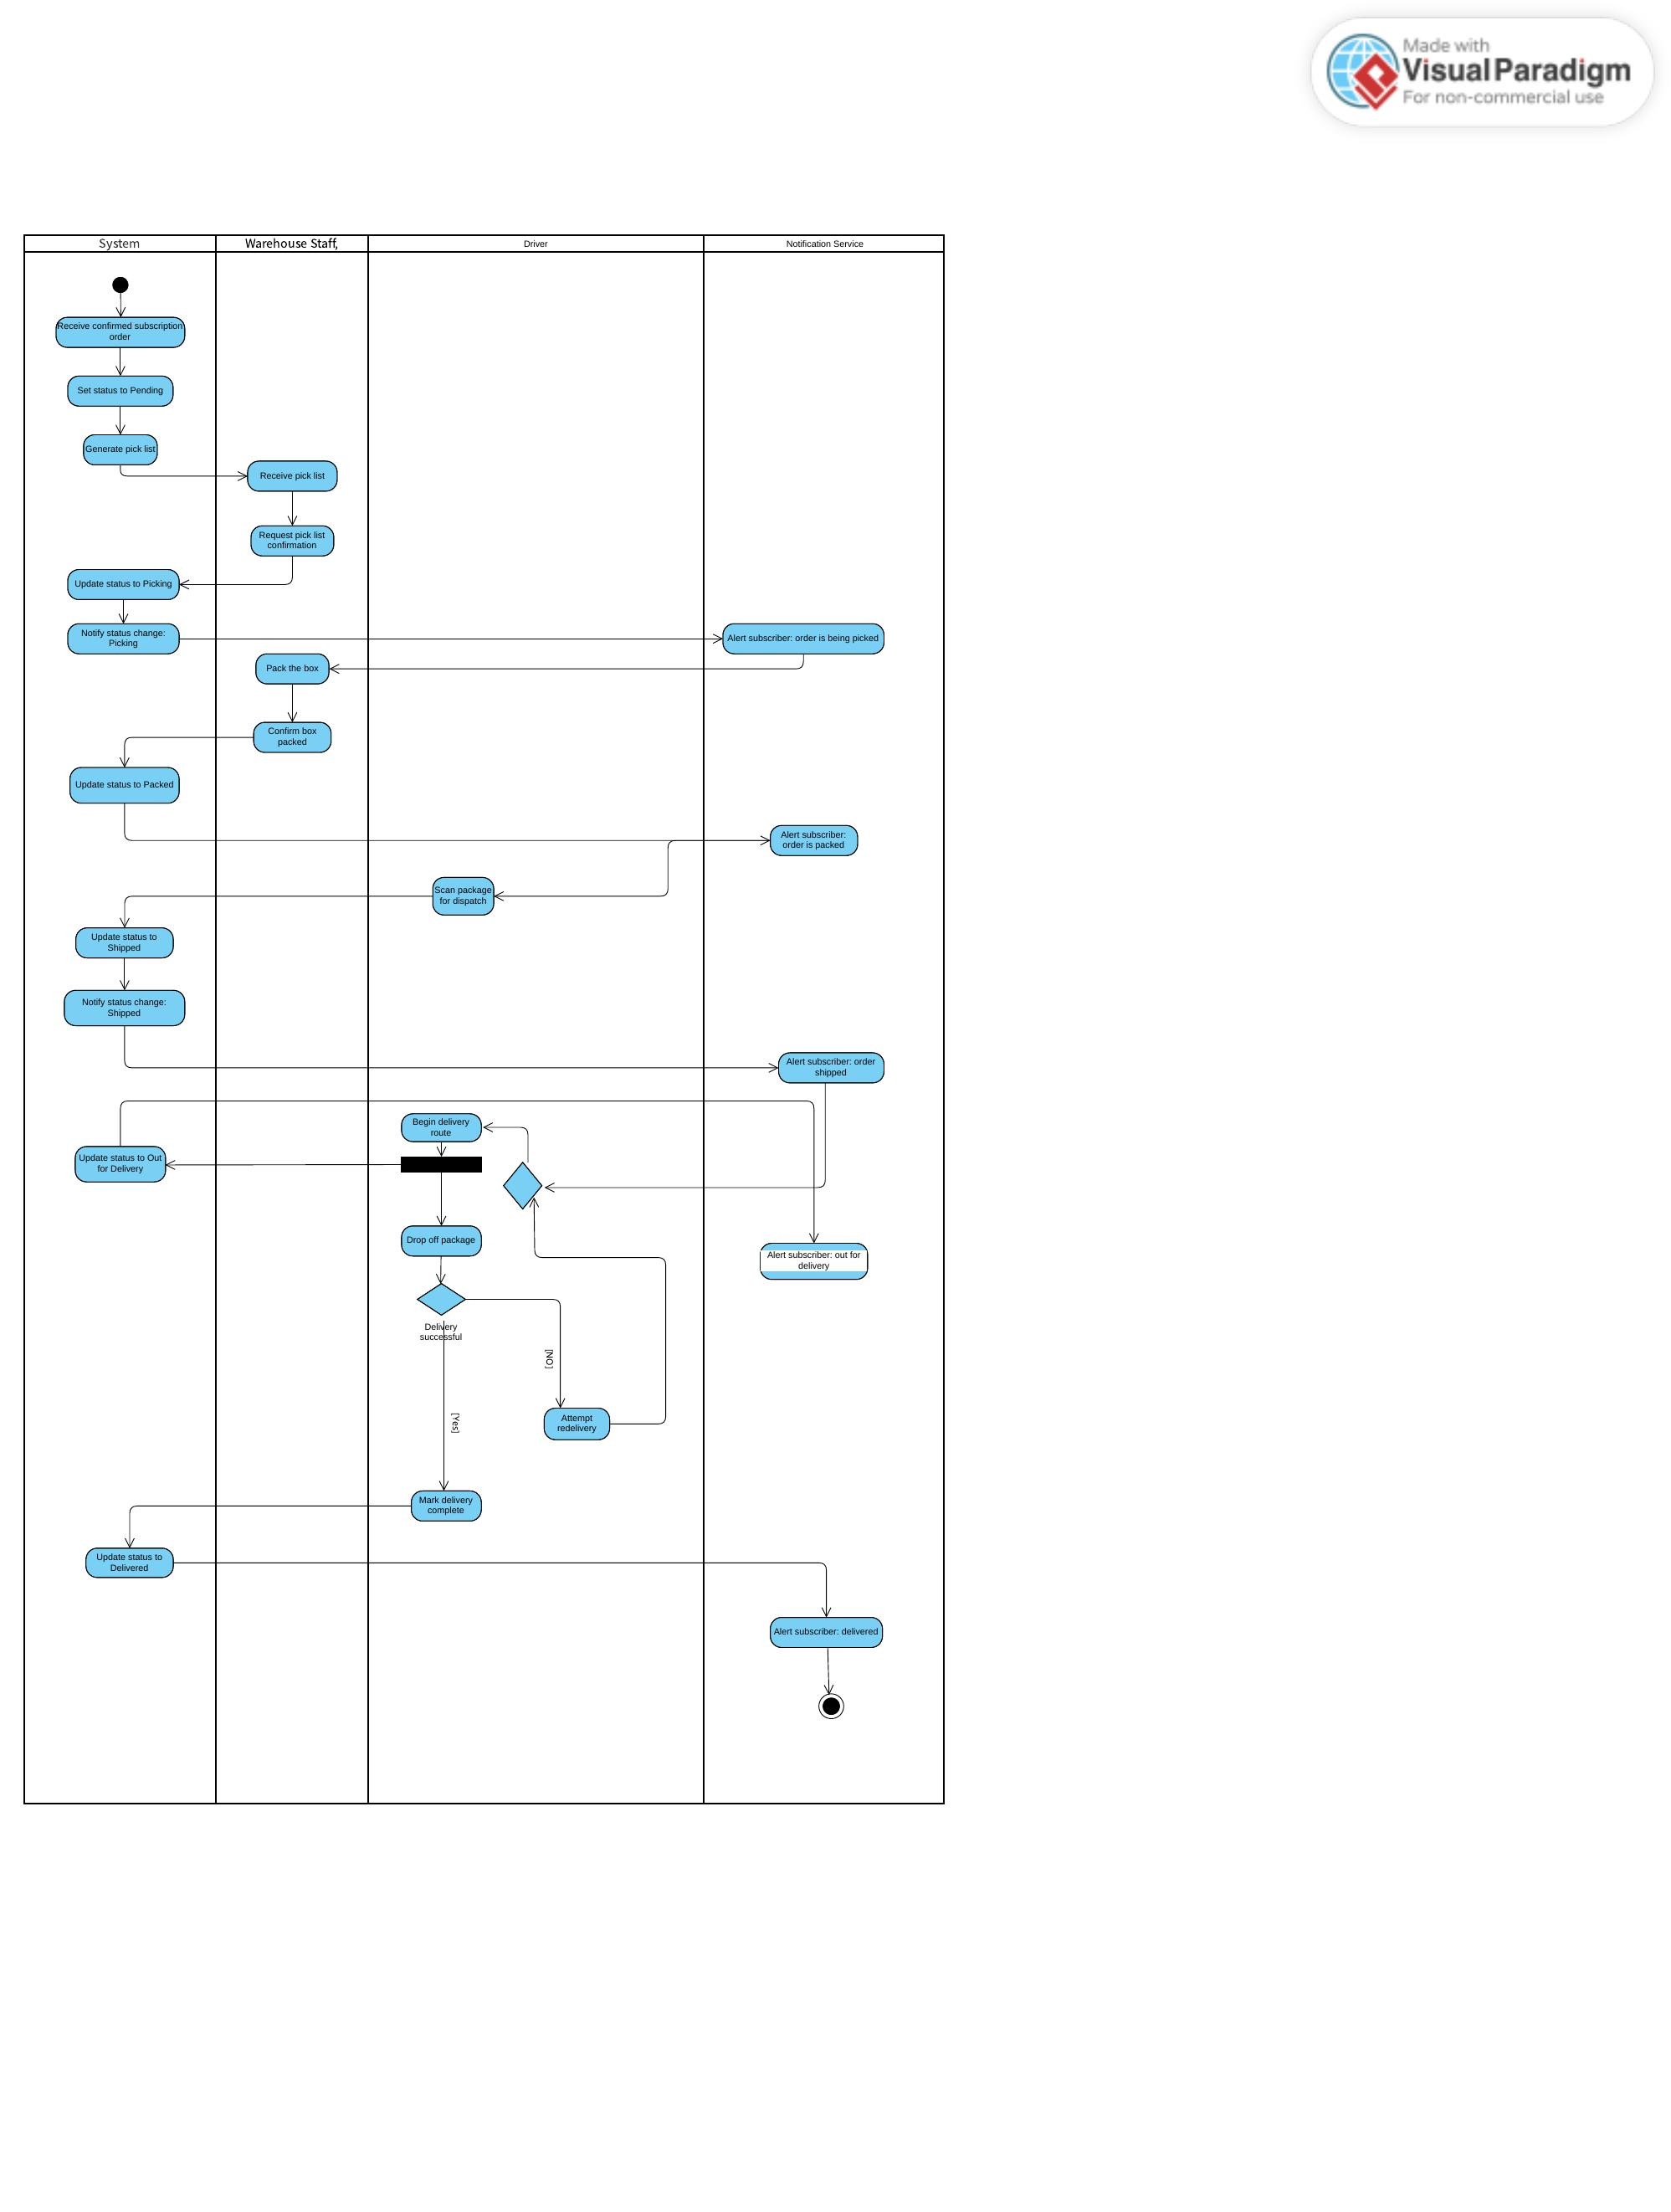 Made with
Visual Paradigm
For non-commercial use
System
Warehouse Staff,
Driver
Notification Service
Receive confirmed subscription
order
Set status to Pending
Generate pick list
Receive pick list
Request pick list
confirmation
Update status to Picking
Notify status change:
Picking
Alert subscriber: order is being picked
Pack the box
Confirm box
packed
Update status to Packed
Alert subscriber:
order is packed
Scan package
for dispatch
Update status to
Shipped
Notify status change:
Shipped
Alert subscriber: order
shipped
Begin delivery
route
Update status to Out
for Delivery
Drop off package
Alert subscriber: out for
delivery
Delivery
successful
[NO]
[Yes]
Attempt
redelivery
Mark delivery
complete
Update status to
Delivered
Alert subscriber: delivered